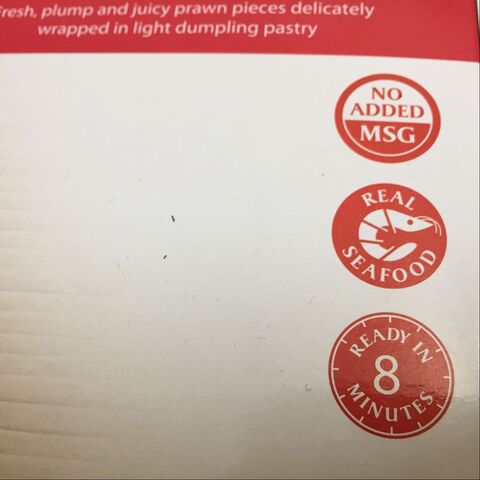 Fresh, plump and juicy prawn pieces delicately
wrapped in light dumpling pastry
NO
ADDED
MSG
REAL
SEAFOOD
READY IN
8
MINUTES